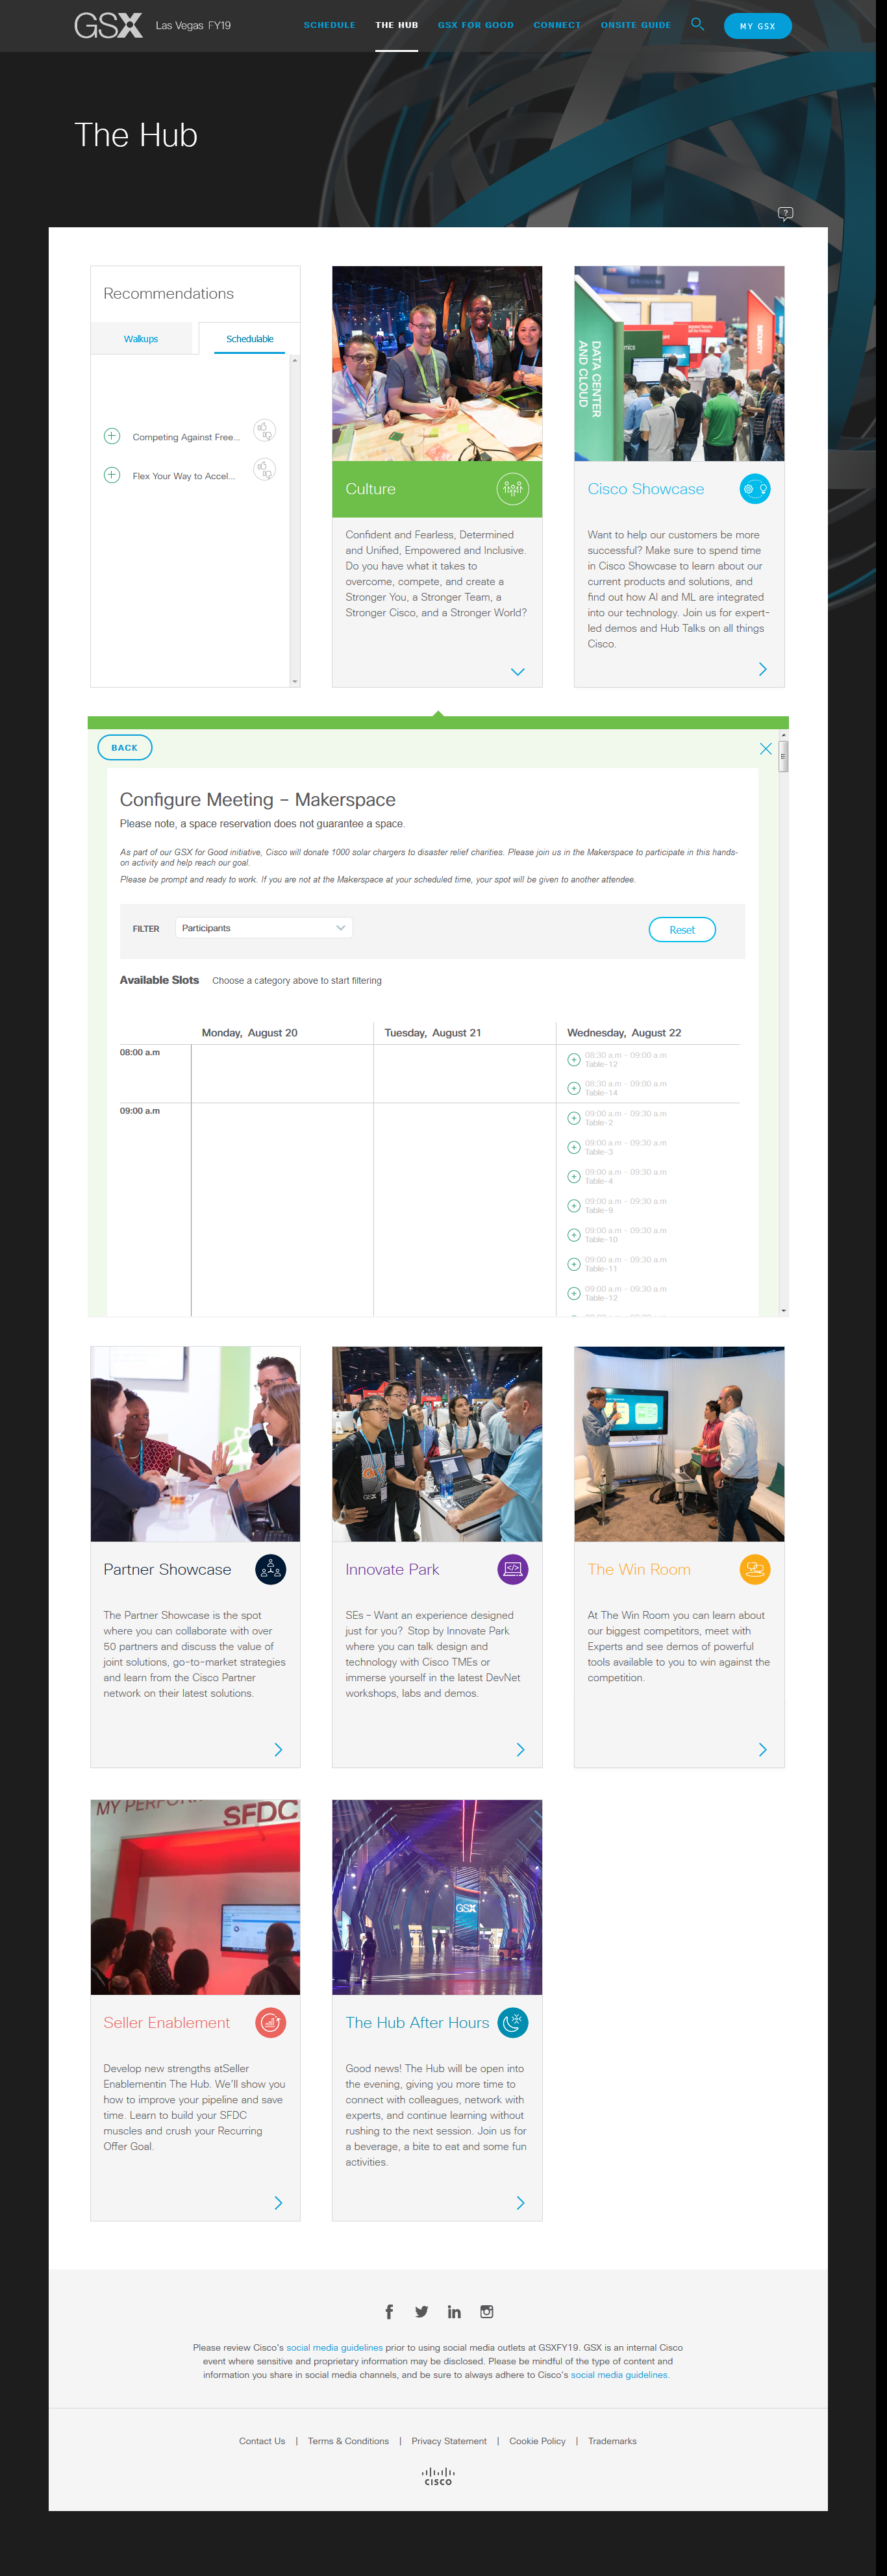 GSX Las Vegas FY19
SCHEDULE THE HUB GSX FOR GOOD CONNECT ONSITE GUIDE MY GSX
The Hub
?
Recommendations
Walkups Schedulable
Competing Against Free...
Flex Your Way to Accel...
DATA CENTER
AND CLOUD
SECURITY
Culture
Confident and Fearless, Determined
and Unified, Empowered and Inclusive.
Do you have what it takes to
overcome, compete, and create a
Stronger You, a Stronger Team, a
Stronger Cisco, and a Stronger World?
Cisco Showcase
Want to help our customers be more
successful? Make sure to spend time
in Cisco Showcase to learn about our
current products and solutions, and
find out how AI and ML are integrated
into our technology. Join us for expert-
led demos and Hub Talks on all things
Cisco.
BACK
Configure Meeting - Makerspace
Please note, a space reservation does not guarantee a space.
As part of our GSX for Good initiative, Cisco will donate 1000 solar chargers to disaster relief charities. Please join us in the Makerspace to participate in this hands-
on activity and help reach our goal.
Please be prompt and ready to work. If you are not at the Makerspace at your scheduled time, your spot will be given to another attendee.
FILTER Participants Reset
Available Slots Choose a category above to start filtering
Monday, August 20 Tuesday, August 21 Wednesday, August 22
08:00 a.m
08:30 a.m - 09:00 a.m
Table-12
08:30 a.m - 09:00 a.m
Table-14
09:00 a.m
09:00 a.m - 09:30 a.m
Table-2
09:00 a.m - 09:30 a.m
Table-3
09:00 a.m - 09:30 a.m
Table-4
09:00 a.m - 09:30 a.m
Table-9
09:00 a.m - 09:30 a.m
Table-10
09:00 a.m - 09:30 a.m
Table-11
09:00 a.m - 09:30 a.m
Table-12
GSX
Partner Showcase
The Partner Showcase is the spot
where you can collaborate with over
50 partners and discuss the value of
joint solutions, go-to-market strategies
and learn from the Cisco Partner
network on their latest solutions.
Innovate Park
SEs - Want an experience designed
just for you? Stop by Innovate Park
where you can talk design and
technology with Cisco TMEs or
immerse yourself in the latest DevNet
workshops, labs and demos.
The Win Room
At The Win Room you can learn about
our biggest competitors, meet with
Experts and see demos of powerful
tools available to you to win against the
competition.
MY PERFOR
SFDC
GSX
Seller Enablement
Develop new strengths atSeller
Enablementin The Hub. We'll show you
how to improve your pipeline and save
time. Learn to build your SFDC
muscles and crush your Recurring
Offer Goal.
The Hub After Hours
Good news! The Hub will be open into
the evening, giving you more time to
connect with colleagues, network with
experts, and continue learning without
rushing to the next session. Join us for
a beverage, a bite to eat and some fun
activities.
Please review Cisco's social media guidelines prior to using social media outlets at GSXFY19. GSX is an internal Cisco
event where sensitive and proprietary information may be disclosed. Please be mindful of the type of content and
information you share in social media channels, and be sure to always adhere to Cisco's social media guidelines.
Contact Us | Terms & Conditions | Privacy Statement | Cookie Policy | Trademarks
CISCO